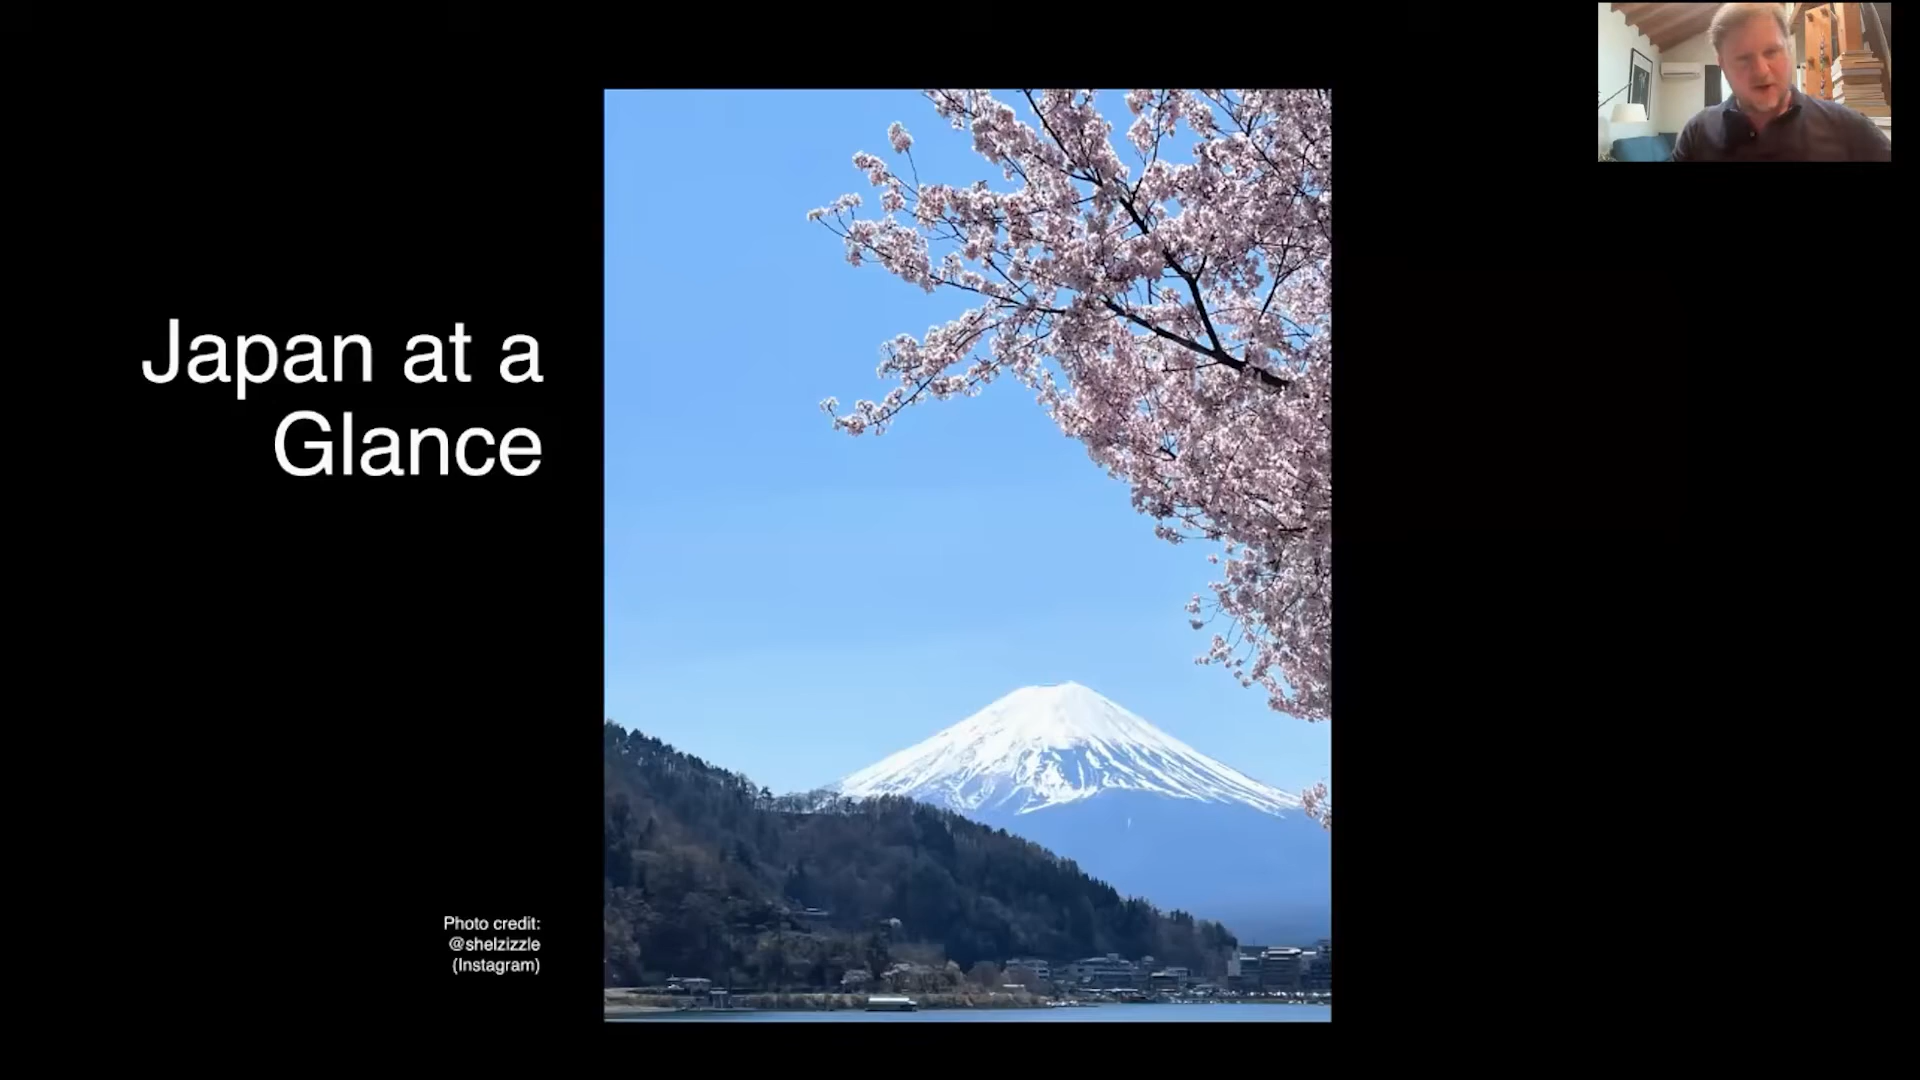 Japan at a
Glance
Photo credit:
@shelzizzle
(Instagram)